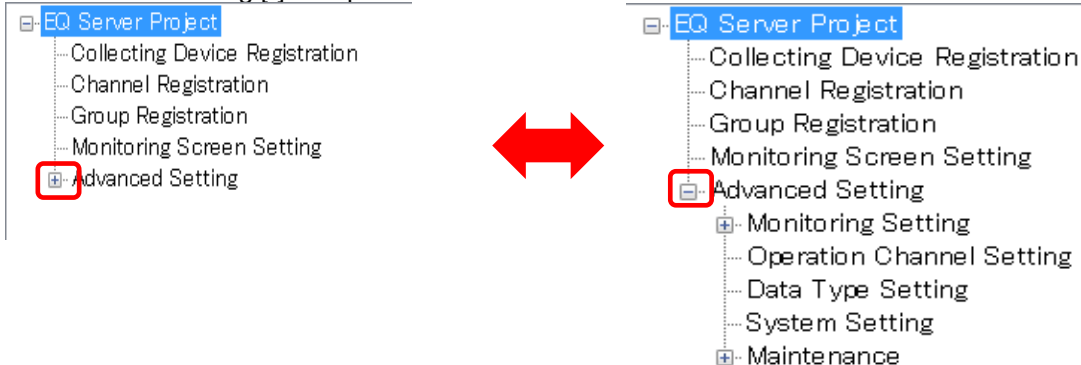 EQ Server Project
Collecting Device Registration
Channel Registration
Group Registration
Monitoring Screen Setting
Advanced Setting
EQ Server Project
Collecting Device Registration
Channel Registration
Group Registration
Monitoring Screen Setting
Advanced Setting
Monitoring Setting
Operation Channel Setting
Data Type Setting
System Setting
Maintenance